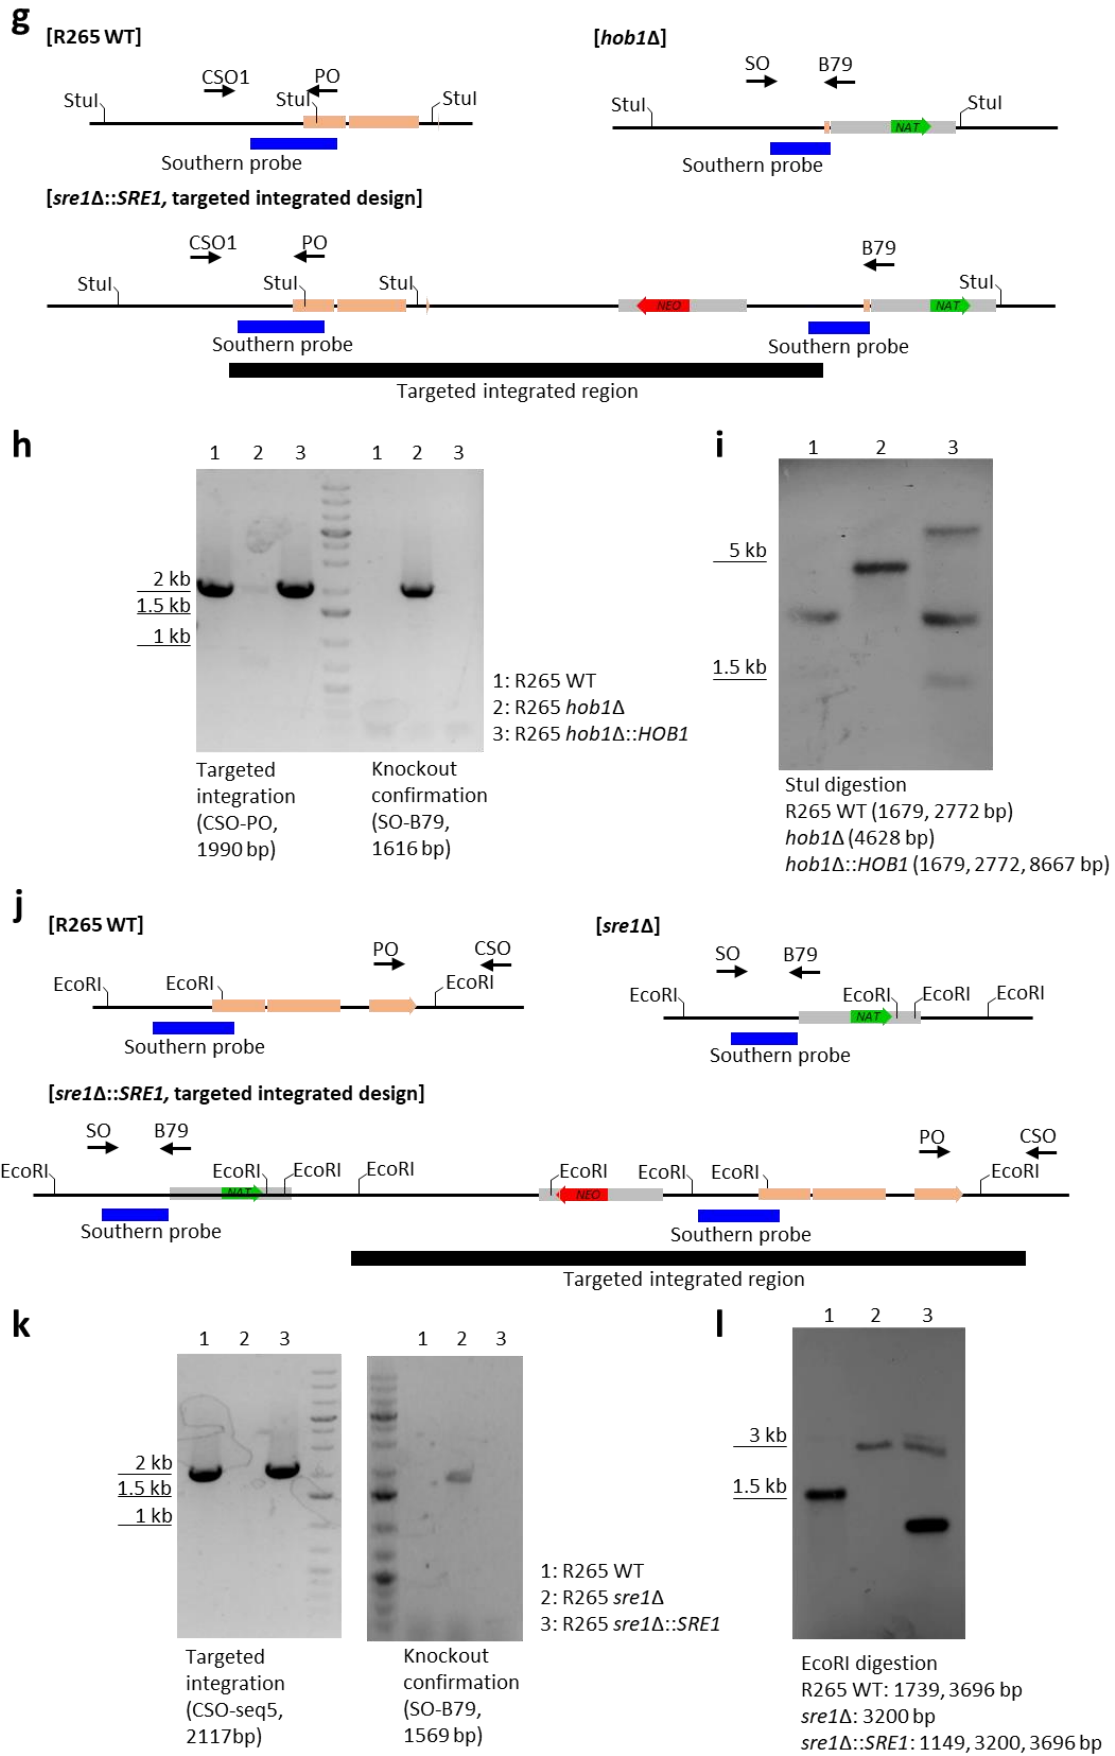 g
[R265 WT]
[hob1Δ]
CSO1
PO
SO
B79
StuI
StuI
StuI
StuI
StuI
NAT
Southern probe
Southern probe
[sre1Δ::SRE1, targeted integrated design]
CSO1
PO
B79
StuI
StuI
StuI
StuI
NEO
NAT
Southern probe
Southern probe
Targeted integrated region
h
1 2 3 1 2 3
2 kb
1.5 kb
1 kb
1: R265 WT
2: R265 hob1Δ
3: R265 hob1Δ::HOB1
Targeted
integration
(CSO-PO,
1990 bp)
Knockout
confirmation
(SO-B79,
1616 bp)
i
1 2 3
5 kb
1.5 kb
StuI digestion
R265 WT (1679, 2772 bp)
hob1Δ (4628 bp)
hob1Δ::HOB1 (1679, 2772, 8667 bp)
j
[R265 WT]
[sre1Δ]
PO
CSO
SO
B79
EcoRI
EcoRI
EcoRI
EcoRI
EcoRI
EcoRI
EcoRI
NAT
Southern probe
Southern probe
[sre1Δ::SRE1, targeted integrated design]
SO
B79
PO
CSO
EcoRI
EcoRI
EcoRI
EcoRI
EcoRI
EcoRI
EcoRI
EcoRI
NAT
NEO
Southern probe
Southern probe
Targeted integrated region
k
1 2 3
1 2 3
2 kb
1.5 kb
1 kb
1: R265 WT
2: R265 sre1Δ
3: R265 sre1Δ::SRE1
Targeted
integration
(CSO-seq5,
2117bp)
Knockout
confirmation
(SO-B79,
1569 bp)
l
1 2 3
3 kb
1.5 kb
EcoRI digestion
R265 WT: 1739, 3696 bp
sre1Δ: 3200 bp
sre1Δ::SRE1: 1149, 3200, 3696 bp